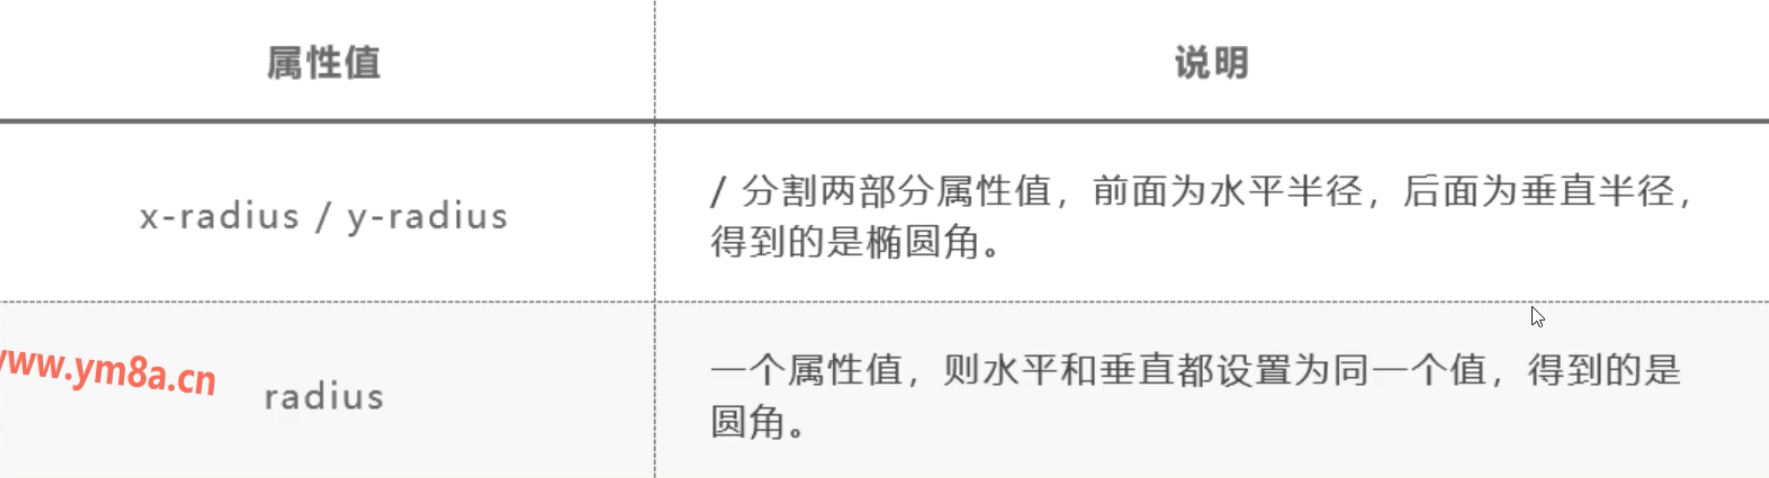 属性值
说明
x-radius / y-radius
/ 分割两部分属性值，前面为水平半径，后面为垂直半径，
得到的是椭圆角。
www.ym8a.cn
radius
一个属性值，则水平和垂直都设置为同一个值，得到的是
圆角。